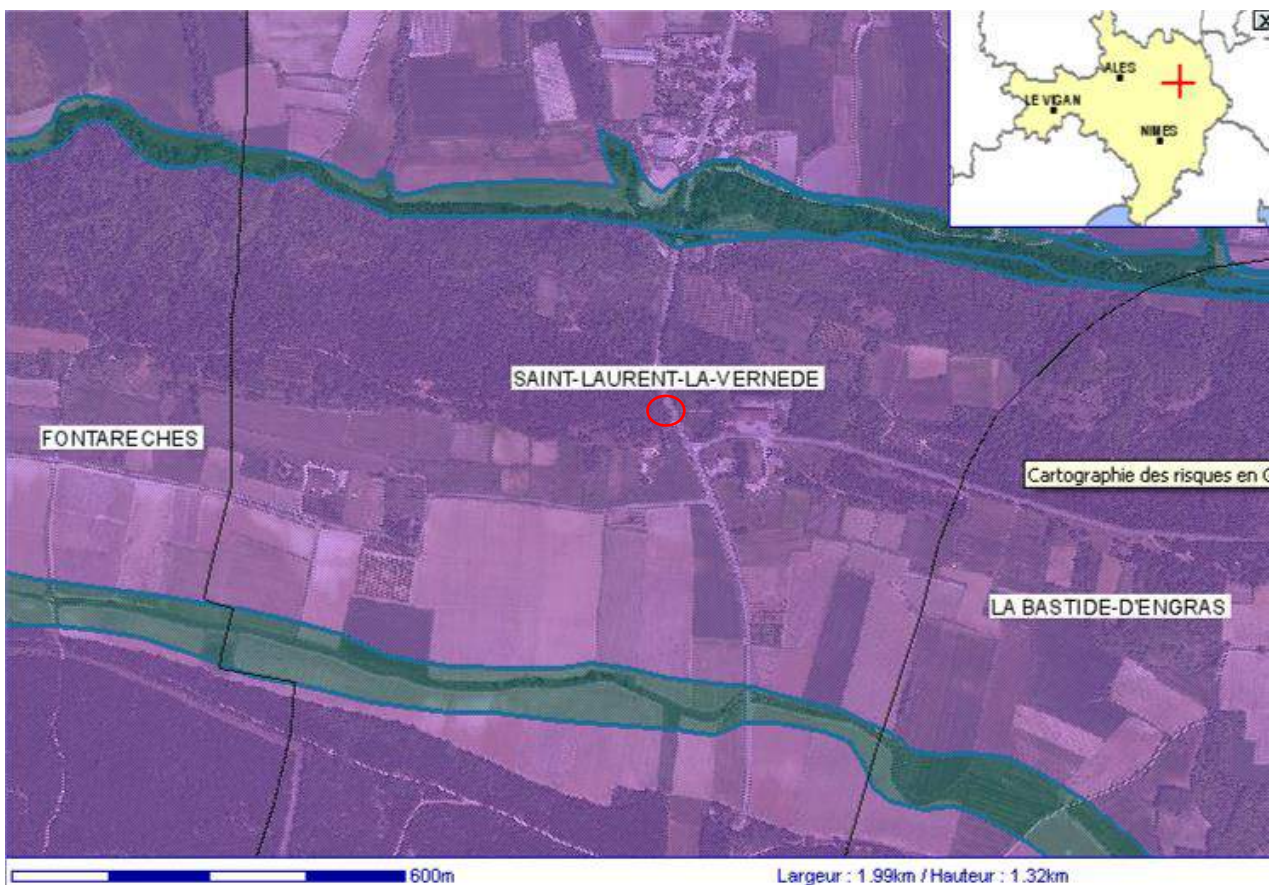 X
ALES
LE VIGAN
NIMES
SAINT-LAURENT-LA-VERNEDE
FONTARECHES
Cartographie des risques en
LA BASTIDE-D'ENGRAS
600m
Largeur : 1.99km / Hauteur : 1.32km